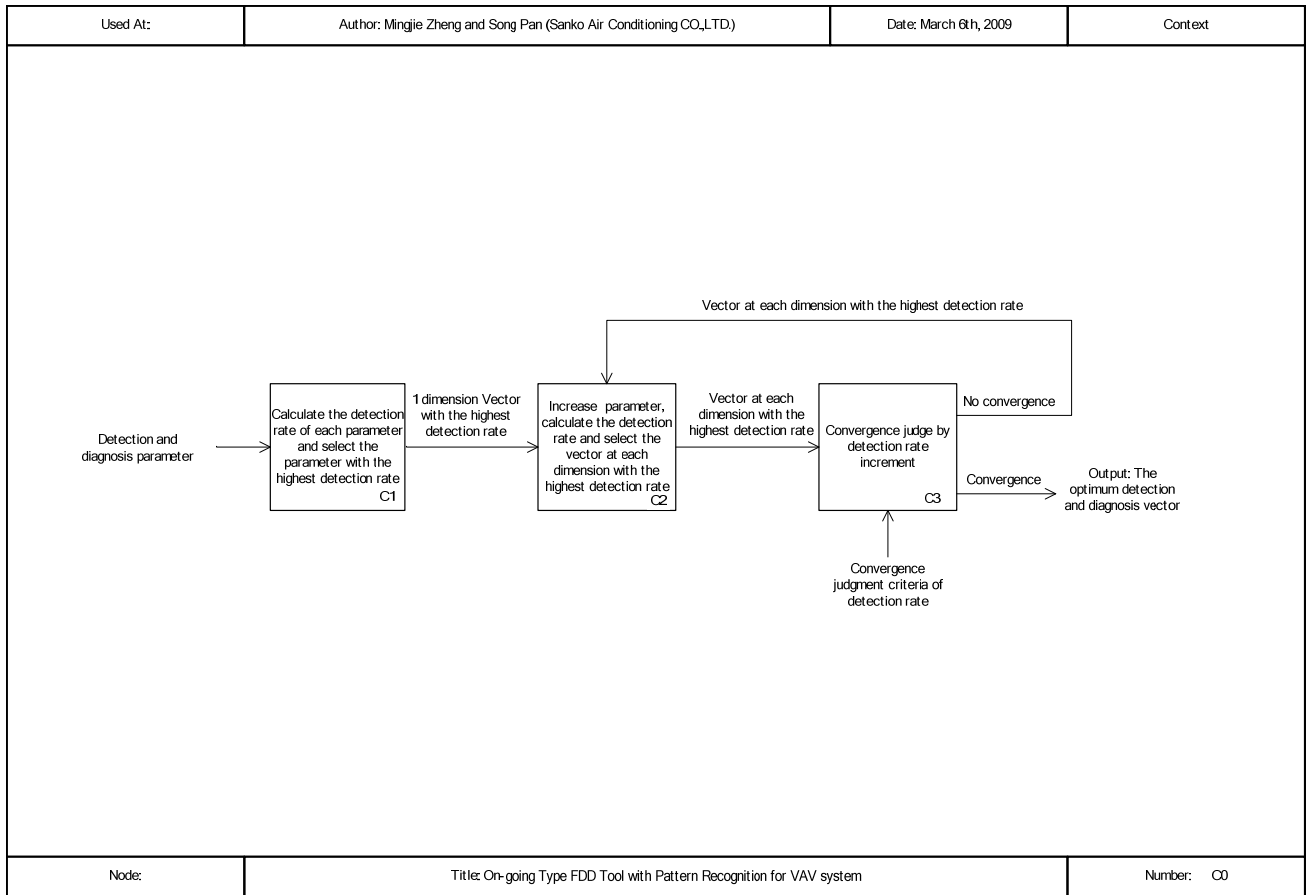 Used At:
Author: Mingjie Zheng and Song Pan (Sanko Air Conditioning CO.,LTD.)
Date: March 6th, 2009
Context
Vector at each dimension with the highest detection rate
Detection and
diagnosis parameter
Calculate the detection
rate of each parameter
and select the
parameter with the
highest detection rate
C1
1 dimension Vector
with the highest
detection rate
Increase parameter,
calculate the detection
rate and select the
vector at each
dimension with the
highest detection rate
C2
Vector at each
dimension with the
highest detection rate
Convergence judge by
detection rate
increment
C3
No convergence
Convergence
Output: The
optimum detection
and diagnosis vector
Convergence
judgment criteria of
detection rate
Node:
Title: On-going Type FDD Tool with Pattern Recognition for VAV system
Number: C0